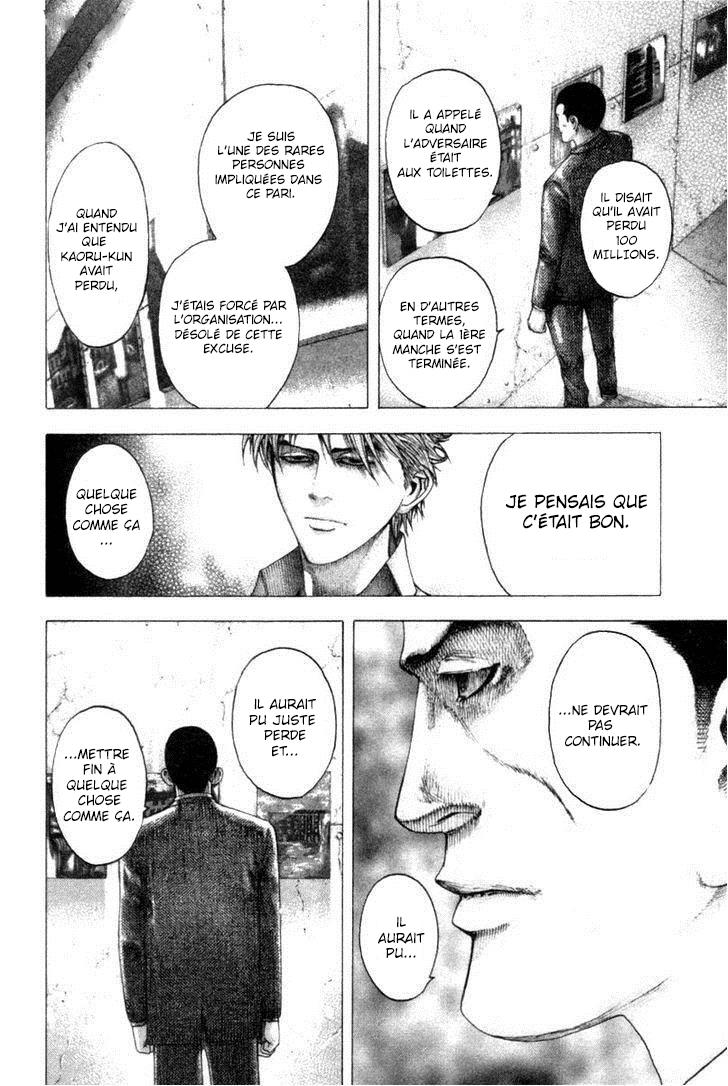 IL A APPELÉ
QUAND
L'ADVERSAIRE
ÉTAIT
AUX TOILETTES.
IL DISAIT
QU'IL AVAIT
PERDU
100
MILLIONS.
EN D'AUTRES
TERMES,
QUAND LA 1ÈRE
MANCHE S'EST
TERMINÉE.
JE SUIS
L'UNE DES RARES
PERSONNES
IMPLIQUÉES DANS
CE PARI.
J'ÉTAIS FORCÉ PAR
L'ORGANISATION...
DÉSOLÉ DE CETTE
EXCUSE.
QUAND
J'AI ENTENDU
QUE
KAORU-KUN
AVAIT
PERDU,
JE PENSAIS QUE
C'ÉTAIT BON.
QUELQUE
CHOSE
COMME ÇA
...
...NE DEVRAIT
PAS
CONTINUER.
IL
AURAIT
PU...
IL AURAIT
PU JUSTE
PERDE
ET...
...METTRE
FIN À
QUELQUE
CHOSE
COMME ÇA.